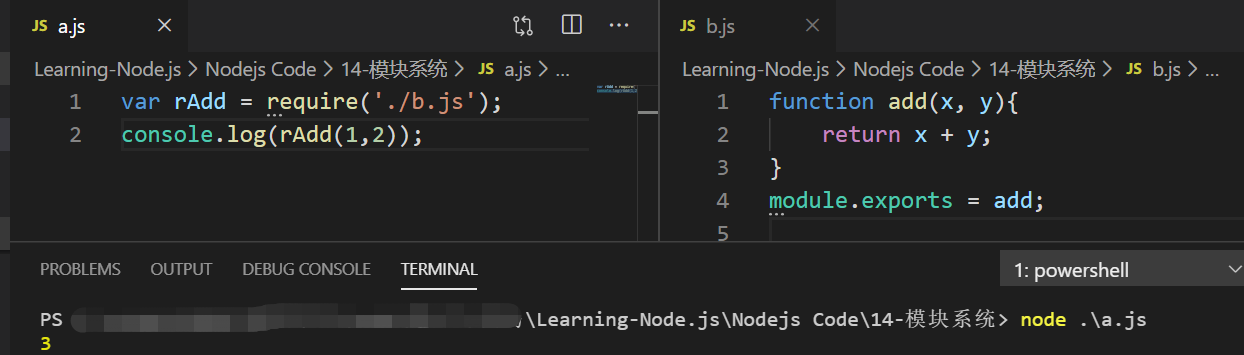 JS a.js
Learning-Node.js > Nodejs Code > 14-模块系统 > JS a.js > ...
1 var rAdd = require('./b.js');
2 console.log(rAdd(1,2));
JS b.js
Learning-Node.js > Nodejs Code > 14-模块系统 > JS b.js > ...
1 function add(x, y){
2 return x + y;
3 }
4 module.exports = add;
5
PROBLEMS OUTPUT DEBUG CONSOLE TERMINAL 1: powershell
PS \Learning-Node.js\Nodejs Code\14-模块系统> node .\a.js
3